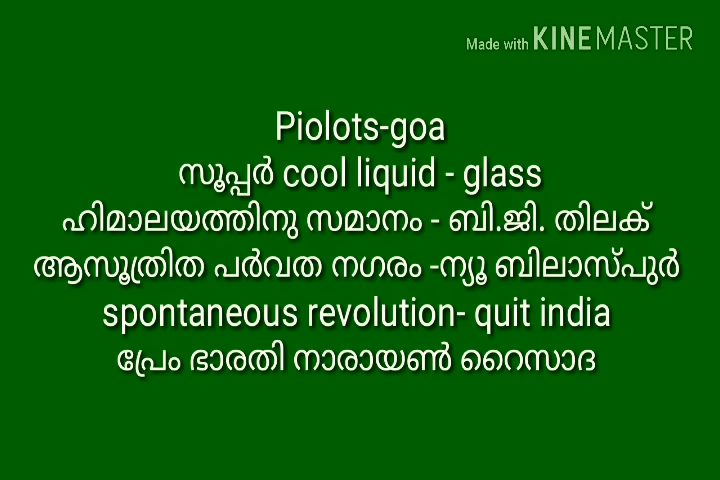 Made with KINEMASTER
Piolots-goa
സൂപ്പർ cool liquid - glass
ഹിമാലയത്തിനു സമാനം - ബി.ജി. തിലക്
ആസൂത്രിത പർവത നഗരം -ന്യൂ ബിലാസ്പുർ
spontaneous revolution- quit india
പ്രേം ഭാരതി നാരായൺ റൈസാദ